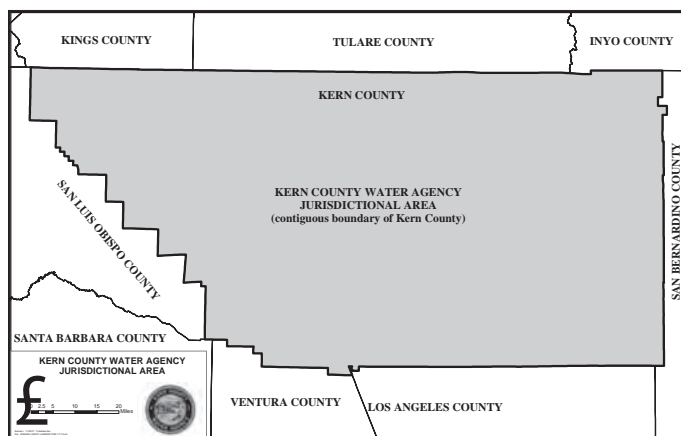 KINGS COUNTY
TULARE COUNTY
INYO COUNTY
KERN COUNTY
KERN COUNTY WATER AGENCY
JURISDICTIONAL AREA
(contiguous boundary of Kern County)
SAN LUIS OBISPO COUNTY
SAN BERNARDINO COUNTY
SANTA BARBARA COUNTY
KERN COUNTY WATER AGENCY
JURISDICTIONAL AREA
£
0 2.5 5 10 15 20
Miles
VENTURA COUNTY
LOS ANGELES COUNTY